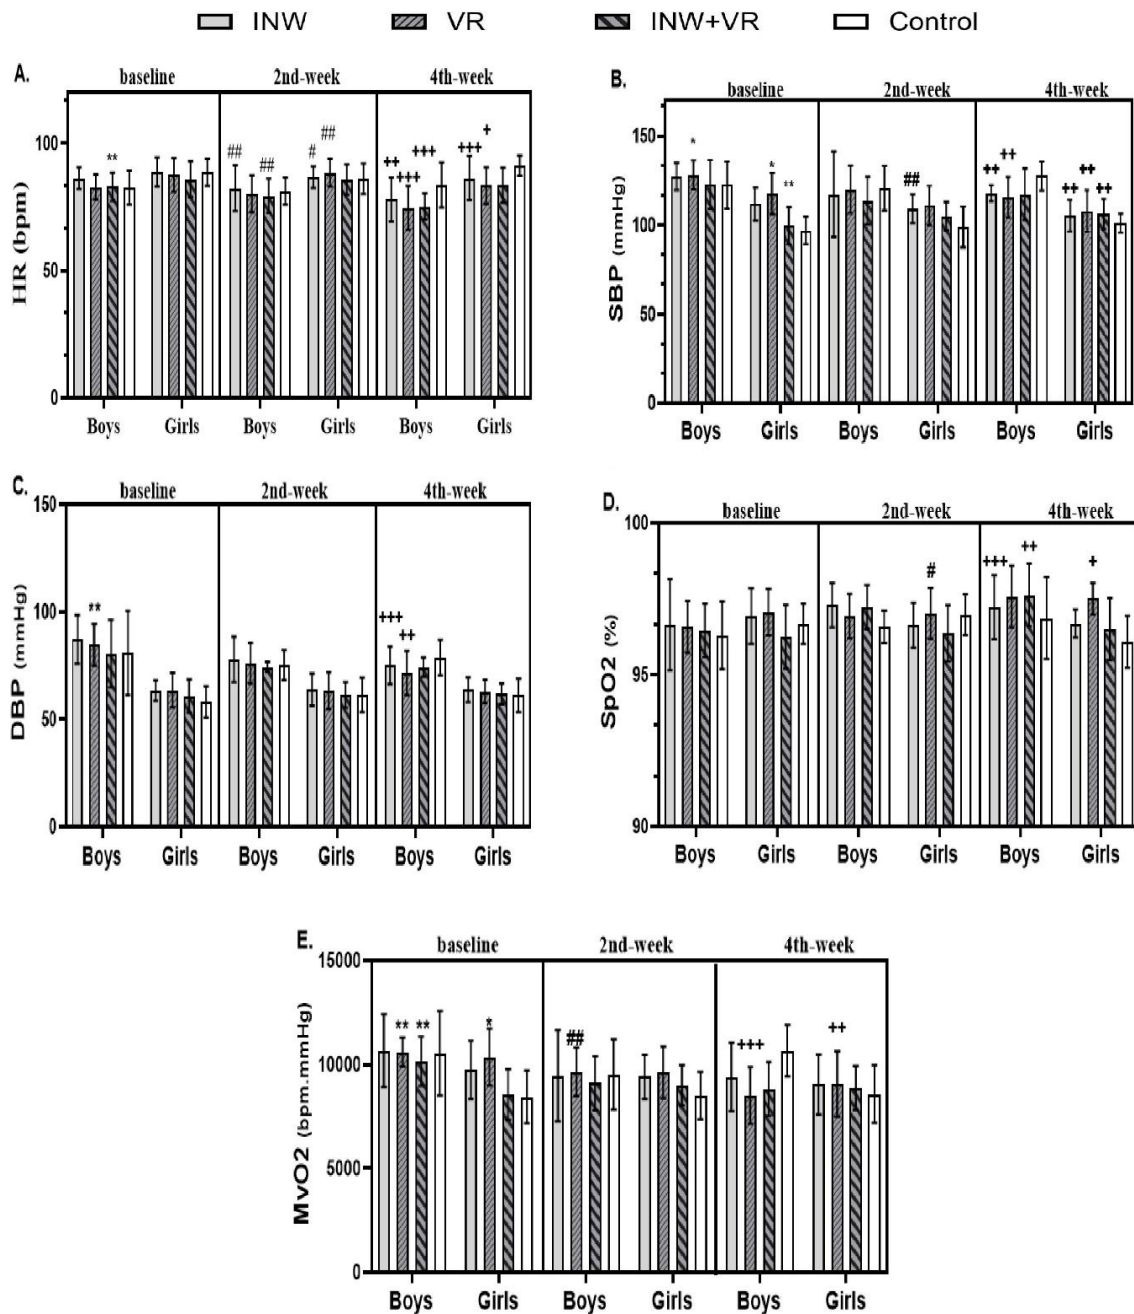 INW VR INW+VR Control
A.
baseline 2nd-week 4th-week
HR (bpm)
100
50
0
** ## ## # ## ++ +++ +++ +++ +
Boys Girls Boys Girls Boys Girls
B.
baseline 2nd-week 4th-week
SBP (mmHg)
150
100
50
0
* * ** ## ++ ++ ++ ++ ++
Boys Girls Boys Girls Boys Girls
C.
baseline 2nd-week 4th-week
DBP (mmHg)
150
100
50
0
** +++ ++
Boys Girls Boys Girls Boys Girls
D.
baseline 2nd-week 4th-week
SpO2 (%)
100
95
90
# +++ ++ +
Boys Girls Boys Girls Boys Girls
E.
baseline 2nd-week 4th-week
MvO2 (bpm.mmHg)
15000
10000
5000
0
** ** * ## +++ ++
Boys Girls Boys Girls Boys Girls